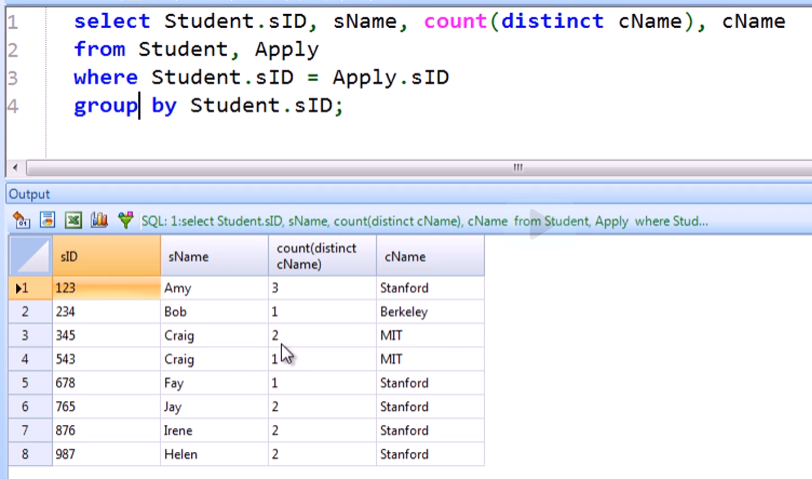 1 select Student.sID, sName, count(distinct cName), cName
2 from Student, Apply
3 where Student.sID = Apply.sID
4 group by Student.sID;
Output
SQL: 1:select Student.sID, sName, count(distinct cName), cName from Student, Apply where Stud...
sID sName count(distinct cName) cName
1 123 Amy 3 Stanford
2 234 Bob 1 Berkeley
3 345 Craig 2 MIT
4 543 Craig 1 MIT
5 678 Fay 1 Stanford
6 765 Jay 2 Stanford
7 876 Irene 2 Stanford
8 987 Helen 2 Stanford